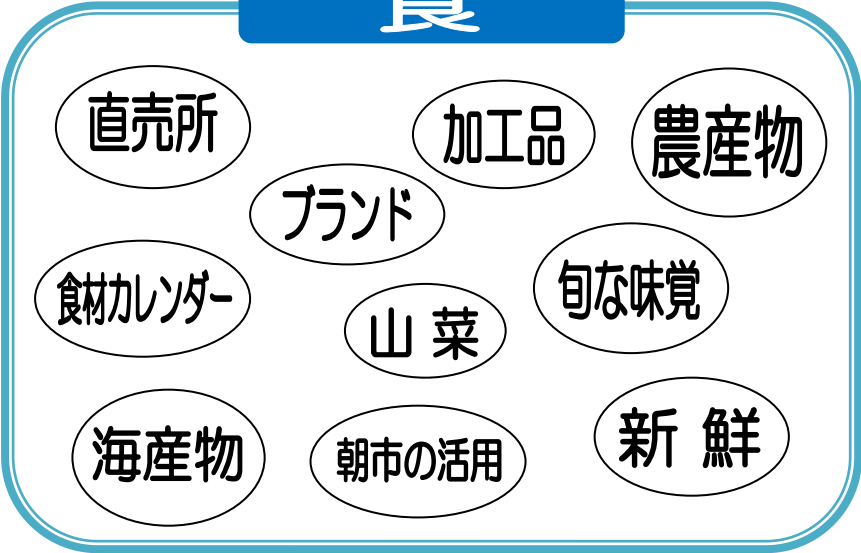 食
直売所
加工品
農産物
ブランド
旬な味覚
食材カレンダー
山 菜
海産物
朝市の活用
新 鮮